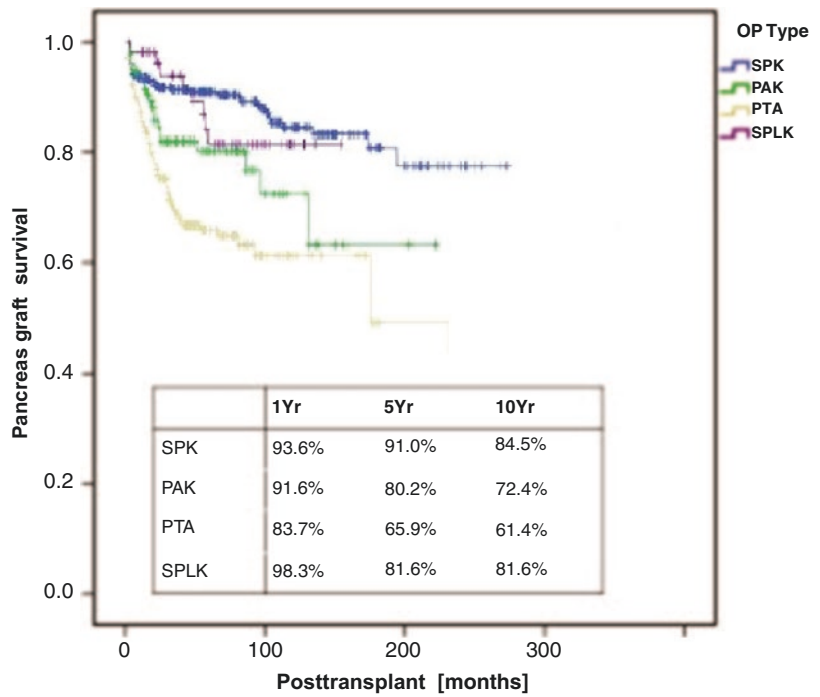 OP Type
SPK
PAK
PTA
SPLK
Pancreas graft survival
1.0
0.8
0.6
0.4
0.2
0.0
1Yr 5Yr 10Yr
SPK 93.6% 91.0% 84.5%
PAK 91.6% 80.2% 72.4%
PTA 83.7% 65.9% 61.4%
SPLK 98.3% 81.6% 81.6%
0 100 200 300
Posttransplant [months]